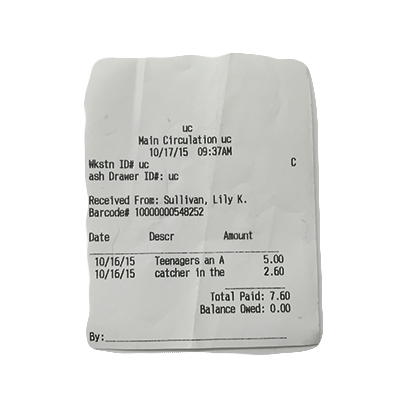 uc
Main Circulation uc
10/17/15 09:37AM
Wkstn ID# uc C
ash Drawer ID#: uc
Received From: Sullivan, Lily K.
Barcode# 10000000548252
Date Descr Amount
10/16/15 Teenagers an A 5.00
10/16/15 catcher in the 2.60
Total Paid: 7.60
Balance Owed: 0.00
By: